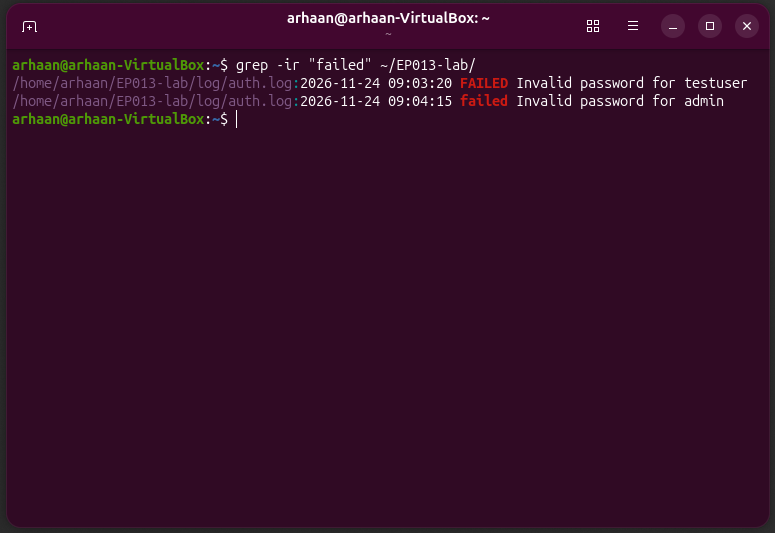 arhaan@arhaan-VirtualBox: ~
~
arhaan@arhaan-VirtualBox:~$ grep -ir "failed" ~/EP013-lab/
/home/arhaan/EP013-lab/log/auth.log:2026-11-24 09:03:20 FAILED Invalid password for testuser
/home/arhaan/EP013-lab/log/auth.log:2026-11-24 09:04:15 failed Invalid password for admin
arhaan@arhaan-VirtualBox:~$